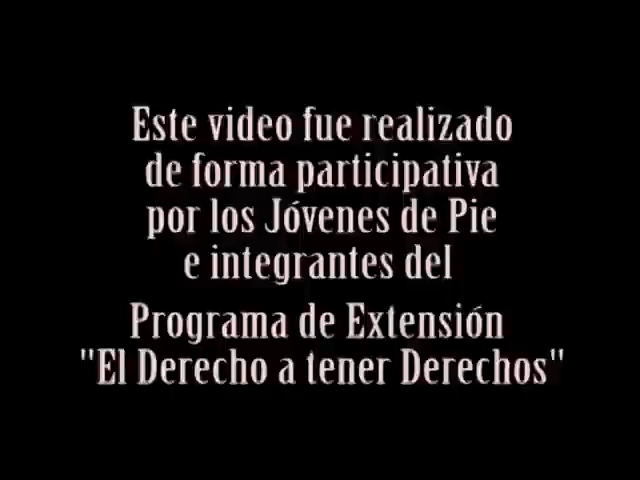 Este video fue realizado
de forma participativa
por los Jóvenes de Pie
e integrantes del
Programa de Extensión
"El Derecho a tener Derechos"